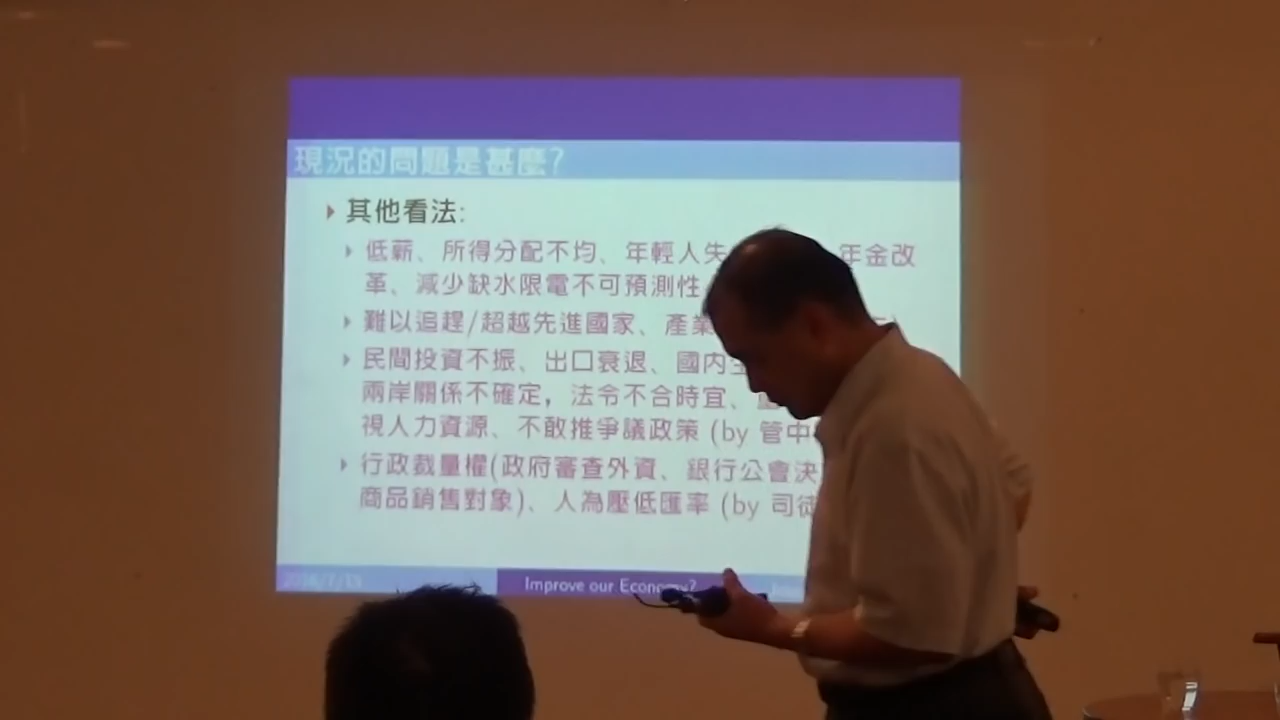 現況的問題是甚麼?
其他看法:
低薪、所得分配不均、年輕人失 年金改
革、減少缺水限電不可預測性
難以追趕/超越先進國家、產業
民間投資不振、出口衰退、國內
兩岸關係不確定，法令不合時宜、
視人力資源、不敢推爭議政策 (by 管中
行政裁量權(政府審查外資、銀行公會決
商品銷售對象)、人為壓低匯率 (by 司徒
Improve our Economy?